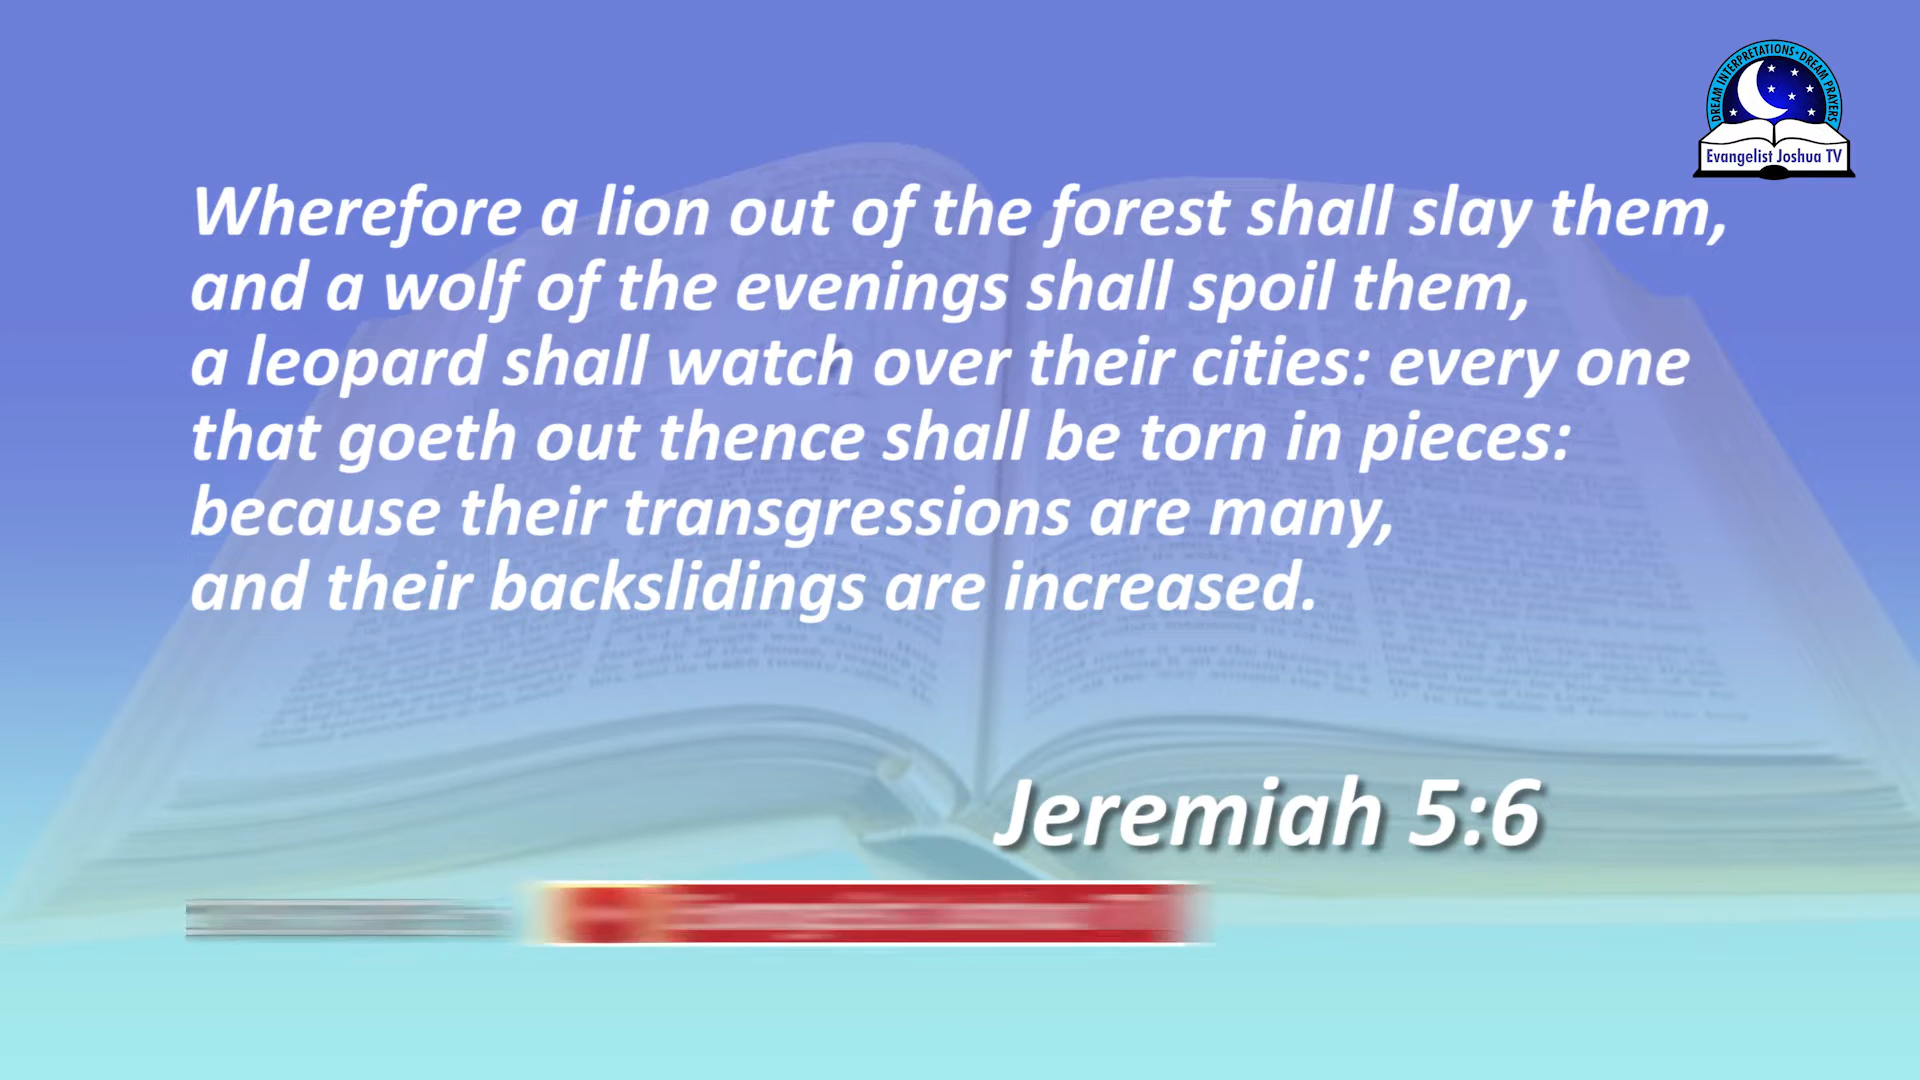 DREAM INTERPRETATIONS • DREAM PRAYERS
Evangelist Joshua TV
Wherefore a lion out of the forest shall slay them,
and a wolf of the evenings shall spoil them,
a leopard shall watch over their cities: every one
that goeth out thence shall be torn in pieces:
because their transgressions are many,
and their backslidings are increased.
Jeremiah 5:6